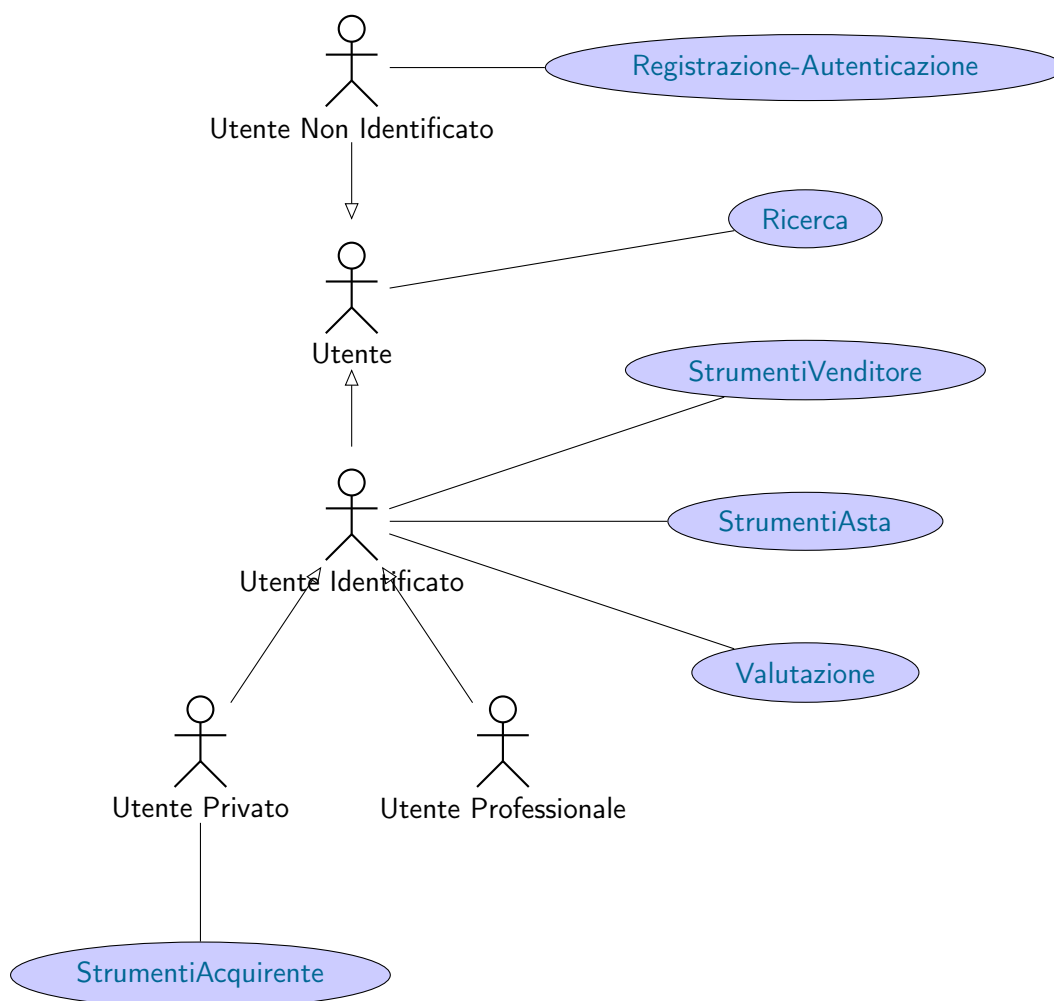 Registrazione-Autenticazione
Utente Non Identificato
Ricerca
Utente
StrumentiVenditore
StrumentiAsta
Utente Identificato
Valutazione
Utente Privato
Utente Professionale
StrumentiAcquirente